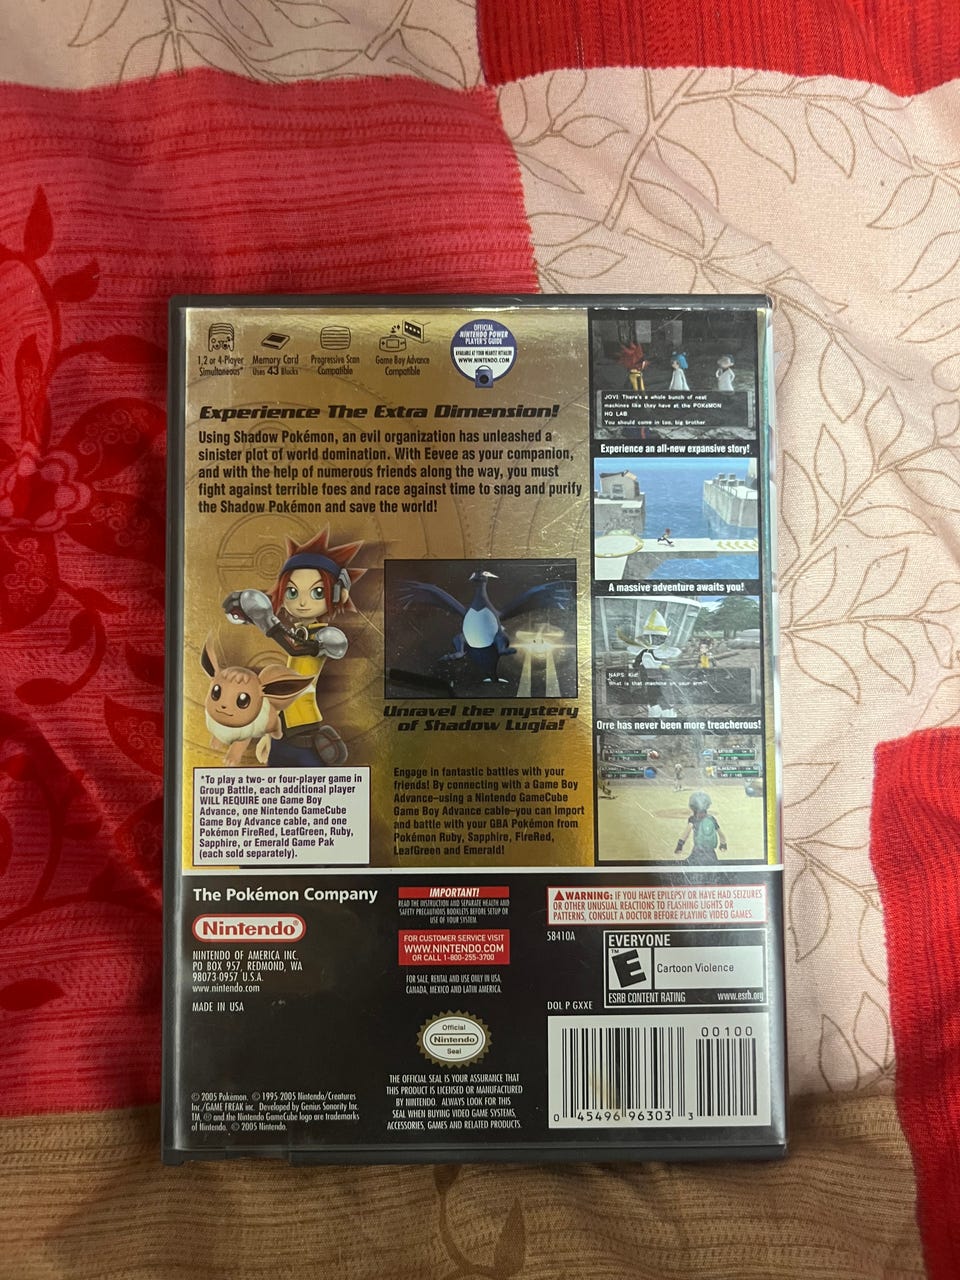 1,2 or 4-Player
Simultaneous*
Memory Card
Uses 43 Blocks
Progressive Scan
Compatible
Game Boy Advance
Compatible
OFFICIAL
NINTENDO POWER
PLAYER'S GUIDE
AVAILABLE AT YOUR NEAREST RETAILER!
WWW.NINTENDO.COM
Experience The Extra Dimension!
Using Shadow Pokémon, an evil organization has unleashed a
sinister plot of world domination. With Eevee as your companion,
and with the help of numerous friends along the way, you must
fight against terrible foes and race against time to snag and purify
the Shadow Pokémon and save the world!
Unravel the mystery
of Shadow Lugia!
*To play a two- or four-player game in
Group Battle, each additional player
WILL REQUIRE one Game Boy
Advance, one Nintendo GameCube
Game Boy Advance cable, and one
Pokémon FireRed, LeafGreen, Ruby,
Sapphire, or Emerald Game Pak
(each sold separately).
Engage in fantastic battles with your
friends! By connecting with a Game Boy
Advance–using a Nintendo GameCube
Game Boy Advance cable–you can import
and battle with your GBA Pokémon from
Pokémon Ruby, Sapphire, FireRed,
LeafGreen and Emerald!
JOVI: There's a whole bunch of neat
machines like they have at the POKéMON
HQ LAB
You should come in too, big brother
Experience an all-new expansive story!
A massive adventure awaits you!
NAPS: Kid!
What is that machine on your arm?
Orre has never been more treacherous!
The Pokémon Company
Nintendo®
NINTENDO OF AMERICA INC.
PO BOX 957, REDMOND, WA
98073-0957 U.S.A.
www.nintendo.com
MADE IN USA
© 2005 Pokémon. © 1995-2005 Nintendo/Creatures
Inc./GAME FREAK inc. Developed by Genius Sonority Inc.
TM, ® and the Nintendo GameCube logo are trademarks
of Nintendo. © 2005 Nintendo.
IMPORTANT!
READ THE INSTRUCTION AND SEPARATE HEALTH AND
SAFETY PRECAUTIONS BOOKLETS BEFORE SETUP OR
USE OF YOUR SYSTEM.
FOR CUSTOMER SERVICE VISIT
WWW.NINTENDO.COM
OR CALL 1-800-255-3700
FOR SALE, RENTAL AND USE ONLY IN USA,
CANADA, MEXICO AND LATIN AMERICA.
Official
Nintendo
Seal
THE OFFICIAL SEAL IS YOUR ASSURANCE THAT
THIS PRODUCT IS LICENSED OR MANUFACTURED
BY NINTENDO. ALWAYS LOOK FOR THIS
SEAL WHEN BUYING VIDEO GAME SYSTEMS,
ACCESSORIES, GAMES AND RELATED PRODUCTS.
WARNING: IF YOU HAVE EPILEPSY OR HAVE HAD SEIZURES
OR OTHER UNUSUAL REACTIONS TO FLASHING LIGHTS OR
PATTERNS, CONSULT A DOCTOR BEFORE PLAYING VIDEO GAMES.
58410A
EVERYONE
E
TM
Cartoon Violence
ESRB CONTENT RATING www.esrb.org
DOL P GXXE
00100
0 45496 96303 3